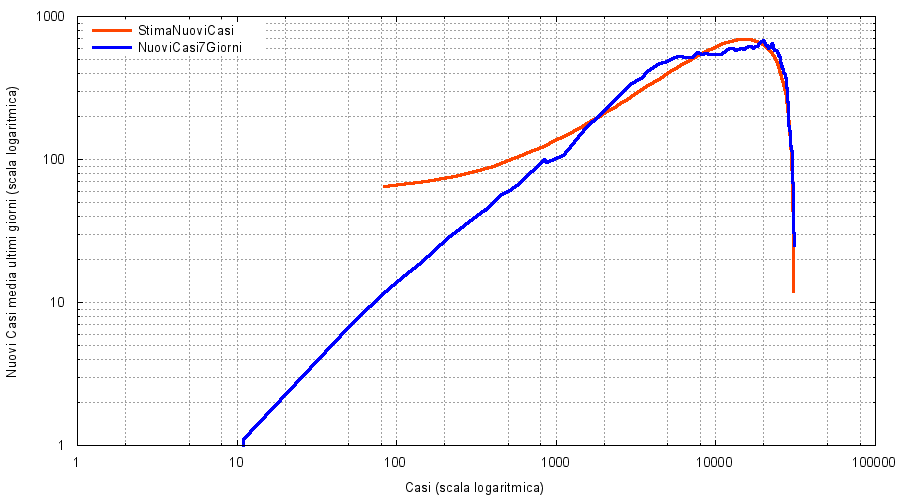 StimaNuoviCasi
NuoviCasi7Giorni
Nuovi Casi media ultimi giorni (scala logaritmica)
1000
100
10
1
1 10 100 1000 10000 100000
Casi (scala logaritmica)